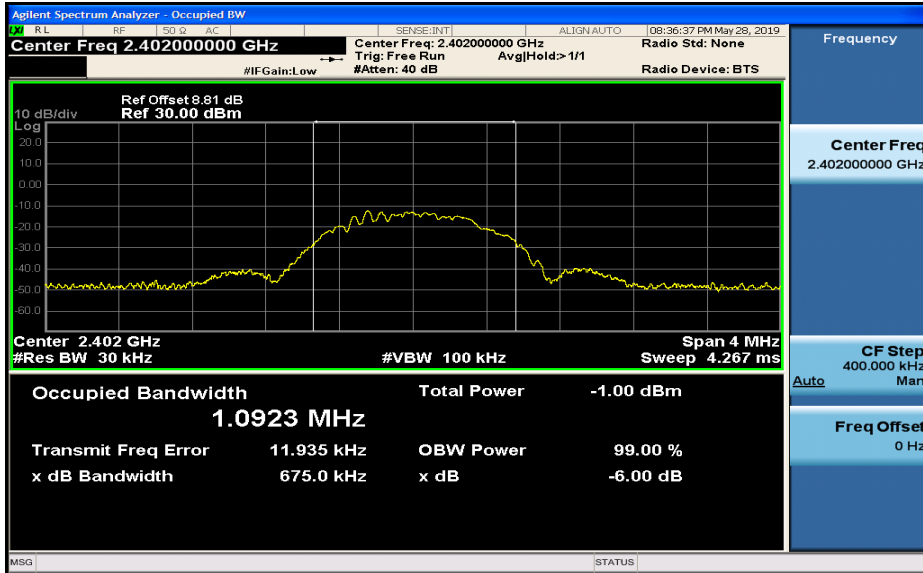 Agilent Spectrum Analyzer - Occupied BW
LXI RL RF 50 Ω AC SENSE:INT ALIGN AUTO 08:36:37 PM May 28, 2019
Center Freq 2.402000000 GHz
Center Freq: 2.402000000 GHz
Radio Std: None
Trig: Free Run Avg|Hold:>1/1
#IFGain:Low #Atten: 40 dB Radio Device: BTS
Ref Offset 8.81 dB
10 dB/div Ref 30.00 dBm
Log
20.0
10.0
0.00
-10.0
-20.0
-30.0
-40.0
-50.0
-60.0
Center 2.402 GHz Span 4 MHz
#Res BW 30 kHz #VBW 100 kHz Sweep 4.267 ms
Occupied Bandwidth Total Power -1.00 dBm
1.0923 MHz
Transmit Freq Error 11.935 kHz OBW Power 99.00 %
x dB Bandwidth 675.0 kHz x dB -6.00 dB
MSG STATUS
Frequency
Center Freq
2.402000000 GHz
CF Step
400.000 kHz
Auto Man
Freq Offset
0 Hz